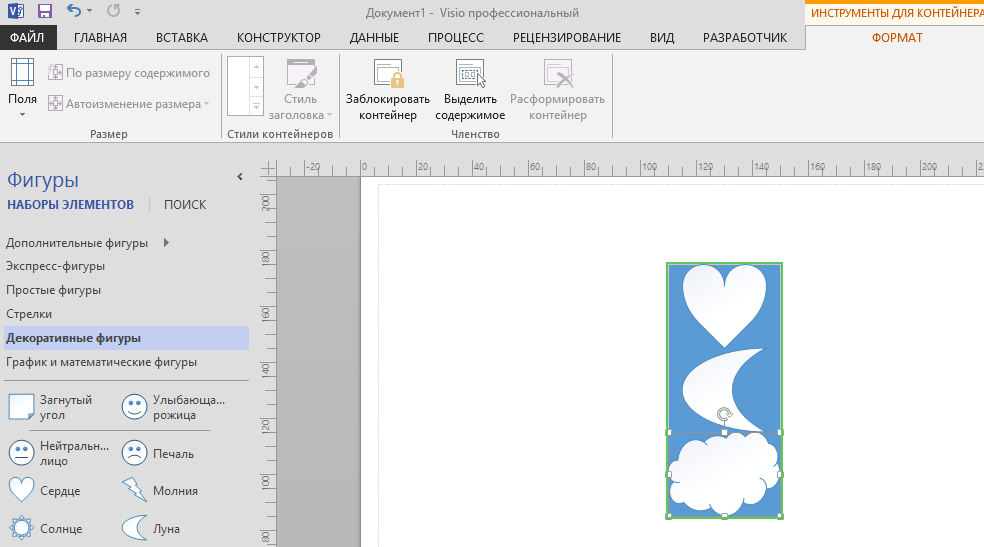 Документ1 - Visio профессиональный
ИНСТРУМЕНТЫ ДЛЯ КОНТЕЙНЕРА
ФАЙЛ ГЛАВНАЯ ВСТАВКА КОНСТРУКТОР ДАННЫЕ ПРОЦЕСС РЕЦЕНЗИРОВАНИЕ ВИД РАЗРАБОТЧИК ФОРМАТ
Поля
По размеру содержимого
Автоизменение размера
Размер
Стиль
заголовка
Стили контейнеров
Заблокировать
контейнер
Выделить
содержимое
Расформировать
контейнер
Членство
Фигуры
НАБОРЫ ЭЛЕМЕНТОВ ПОИСК
Дополнительные фигуры
Экспресс-фигуры
Простые фигуры
Стрелки
Декоративные фигуры
График и математические фигуры
Загнутый
угол
Улыбающа...
рожица
Нейтральн...
лицо
Печаль
Сердце
Молния
Солнце
Луна
-20 0 20 40 60 80 100 120 140 160 180 200 22
200
180
160
140
120
100
80